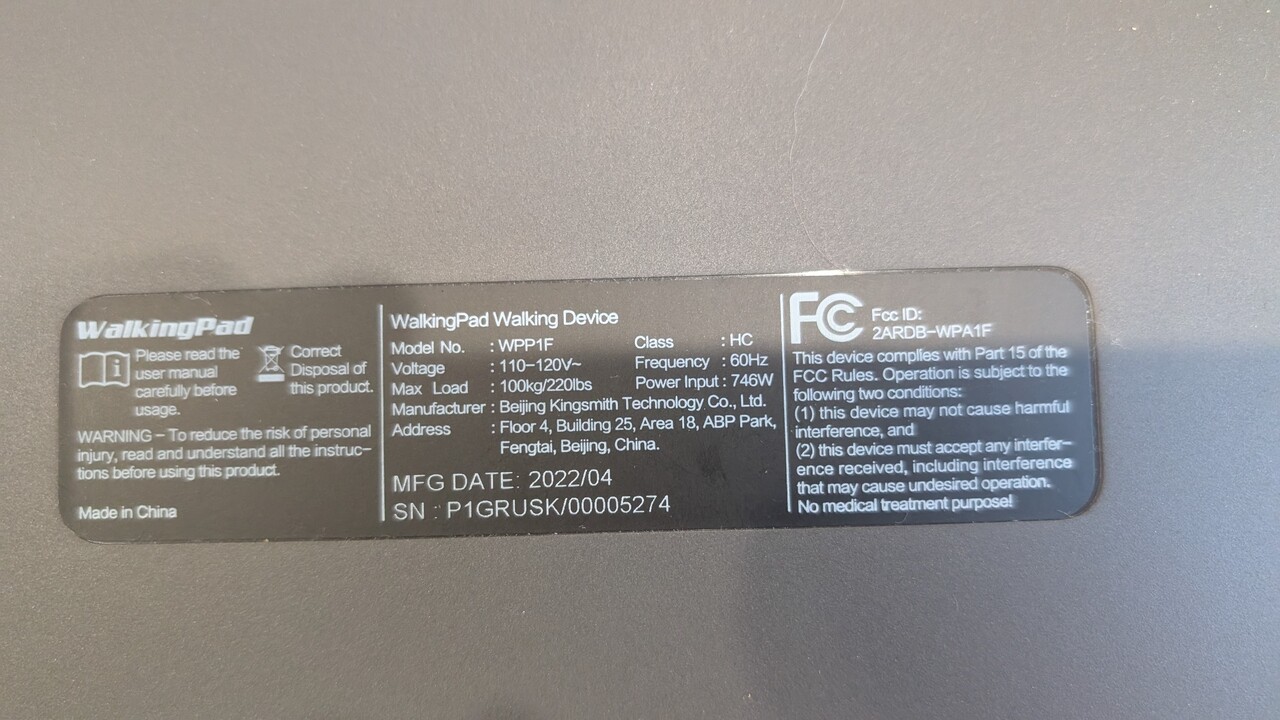 WalkingPad
Please read the
user manual
carefully before
usage.
Correct
Disposal of
this product.
WARNING - To reduce the risk of personal
injury, read and understand all the instruc-
tions before using this product.
Made in China
WalkingPad Walking Device
Model No. : WPP1F Class : HC
Voltage : 110-120V~ Frequency : 60Hz
Max Load : 100kg/220lbs Power Input : 746W
Manufacturer : Beijing Kingsmith Technology Co., Ltd.
Address : Floor 4, Building 25, Area 18, ABP Park,
Fengtai, Beijing, China.
MFG DATE: 2022/04
SN : P1GRUSK/00005274
FC Fcc ID:
2ARDB-WPA1F
This device complies with Part 15 of the
FCC Rules. Operation is subject to the
following two conditions:
(1) this device may not cause harmful
interference, and
(2) this device must accept any interfer-
ence received, including interference
that may cause undesired operation.
No medical treatment purpose!